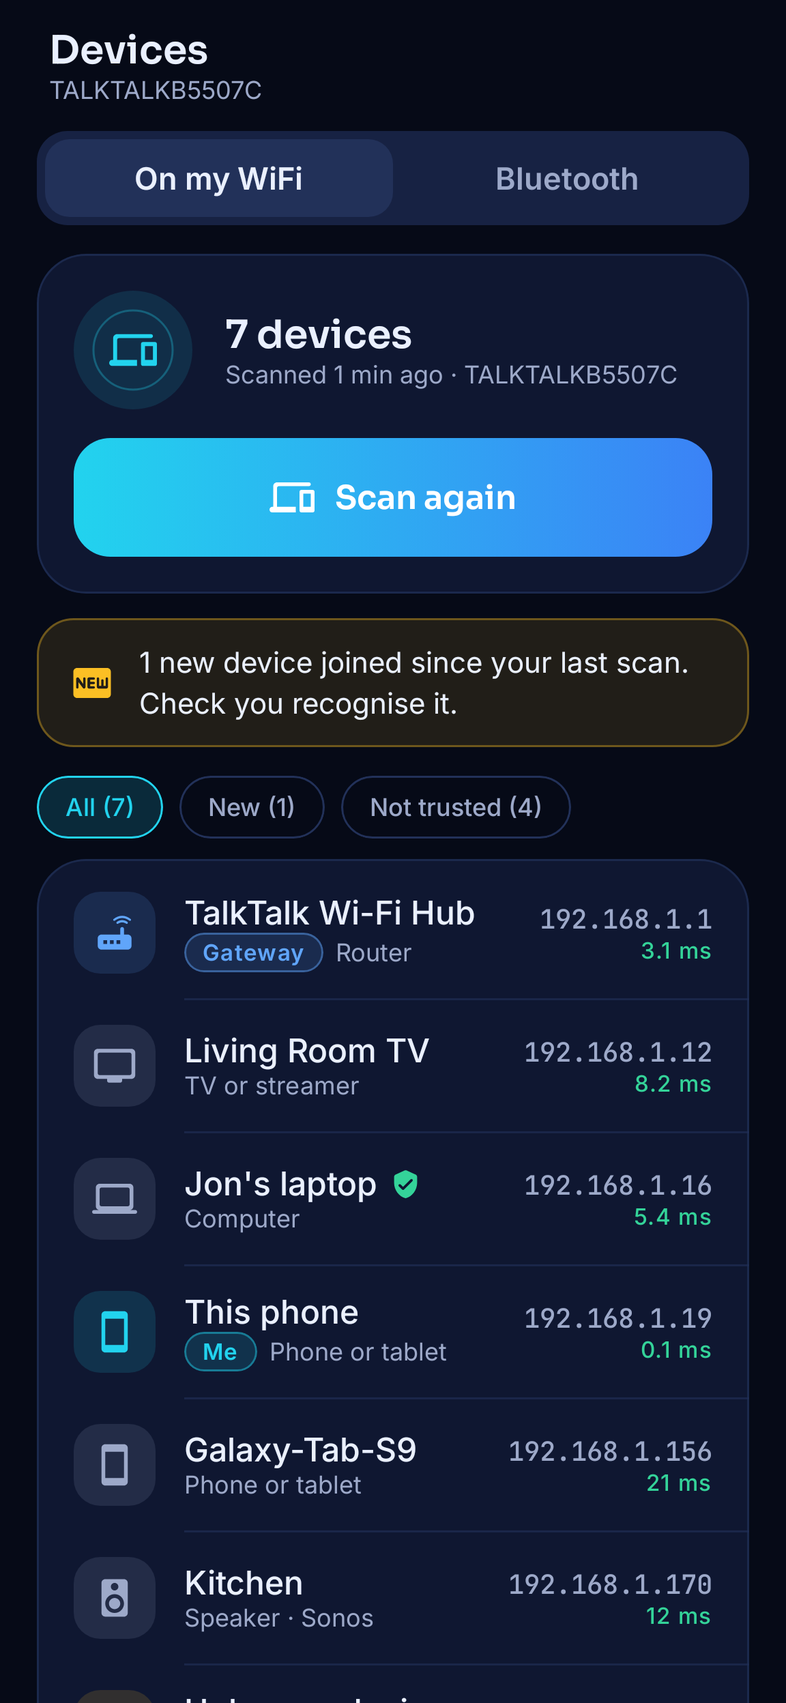 Devices
TALKTALKB5507C
On my WiFi
Bluetooth
7 devices
Scanned 1 min ago · TALKTALKB5507C
Scan again
NEW
1 new device joined since your last scan.
Check you recognise it.
All (7)
New (1)
Not trusted (4)
TalkTalk Wi-Fi Hub
192.168.1.1
Gateway Router
3.1 ms
Living Room TV
192.168.1.12
TV or streamer
8.2 ms
Jon's laptop
192.168.1.16
Computer
5.4 ms
This phone
192.168.1.19
Me Phone or tablet
0.1 ms
Galaxy-Tab-S9
192.168.1.156
Phone or tablet
21 ms
Kitchen
192.168.1.170
Speaker · Sonos
12 ms